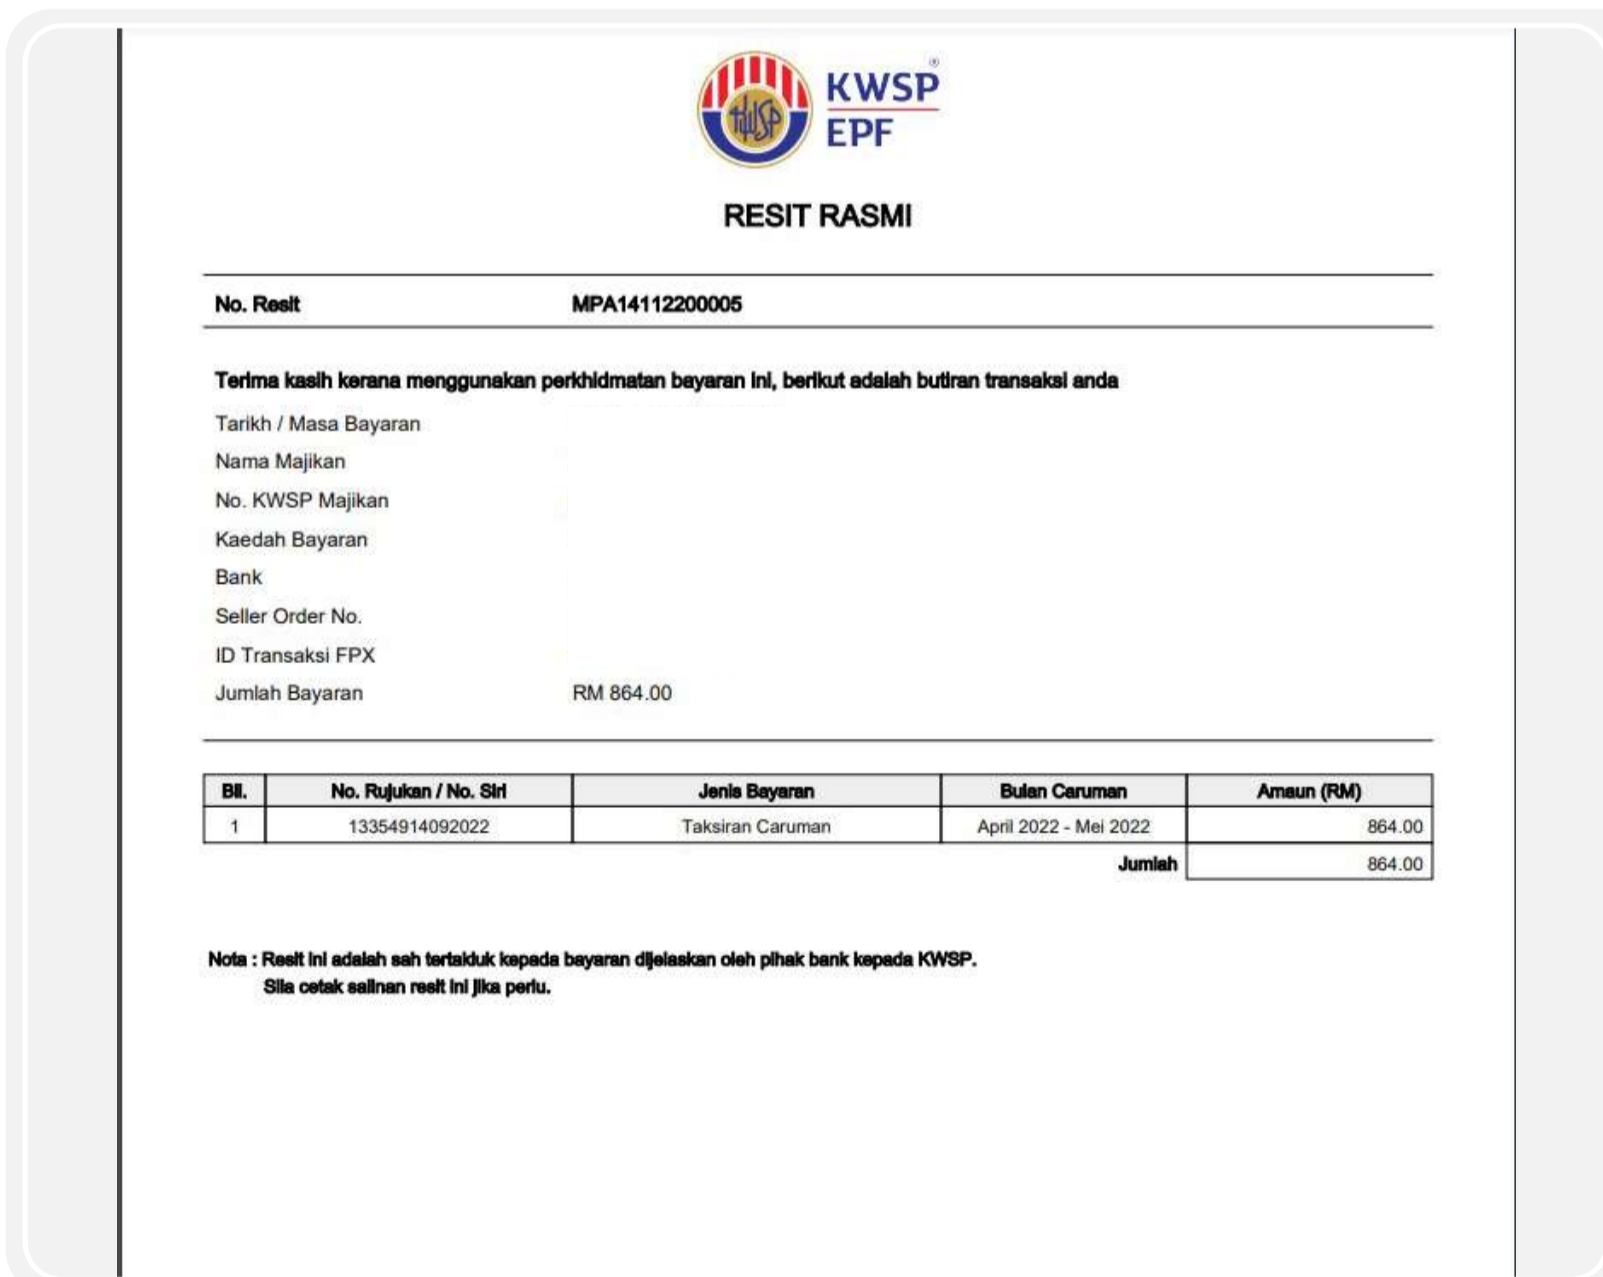 KWSP
KWSP
®
EPF
RESIT RASMI
No. Resit MPA14112200005
Terima kasih kerana menggunakan perkhidmatan bayaran ini, berikut adalah butiran transaksi anda
Tarikh / Masa Bayaran
Nama Majikan
No. KWSP Majikan
Kaedah Bayaran
Bank
Seller Order No.
ID Transaksi FPX
Jumlah Bayaran RM 864.00
Bil. No. Rujukan / No. Siri Jenis Bayaran Bulan Caruman Amaun (RM)
1 13354914092022 Taksiran Caruman April 2022 - Mei 2022 864.00
Jumlah 864.00
Nota : Resit ini adalah sah tertakluk kepada bayaran dijelaskan oleh pihak bank kepada KWSP.
Sila cetak salinan resit ini jika perlu.